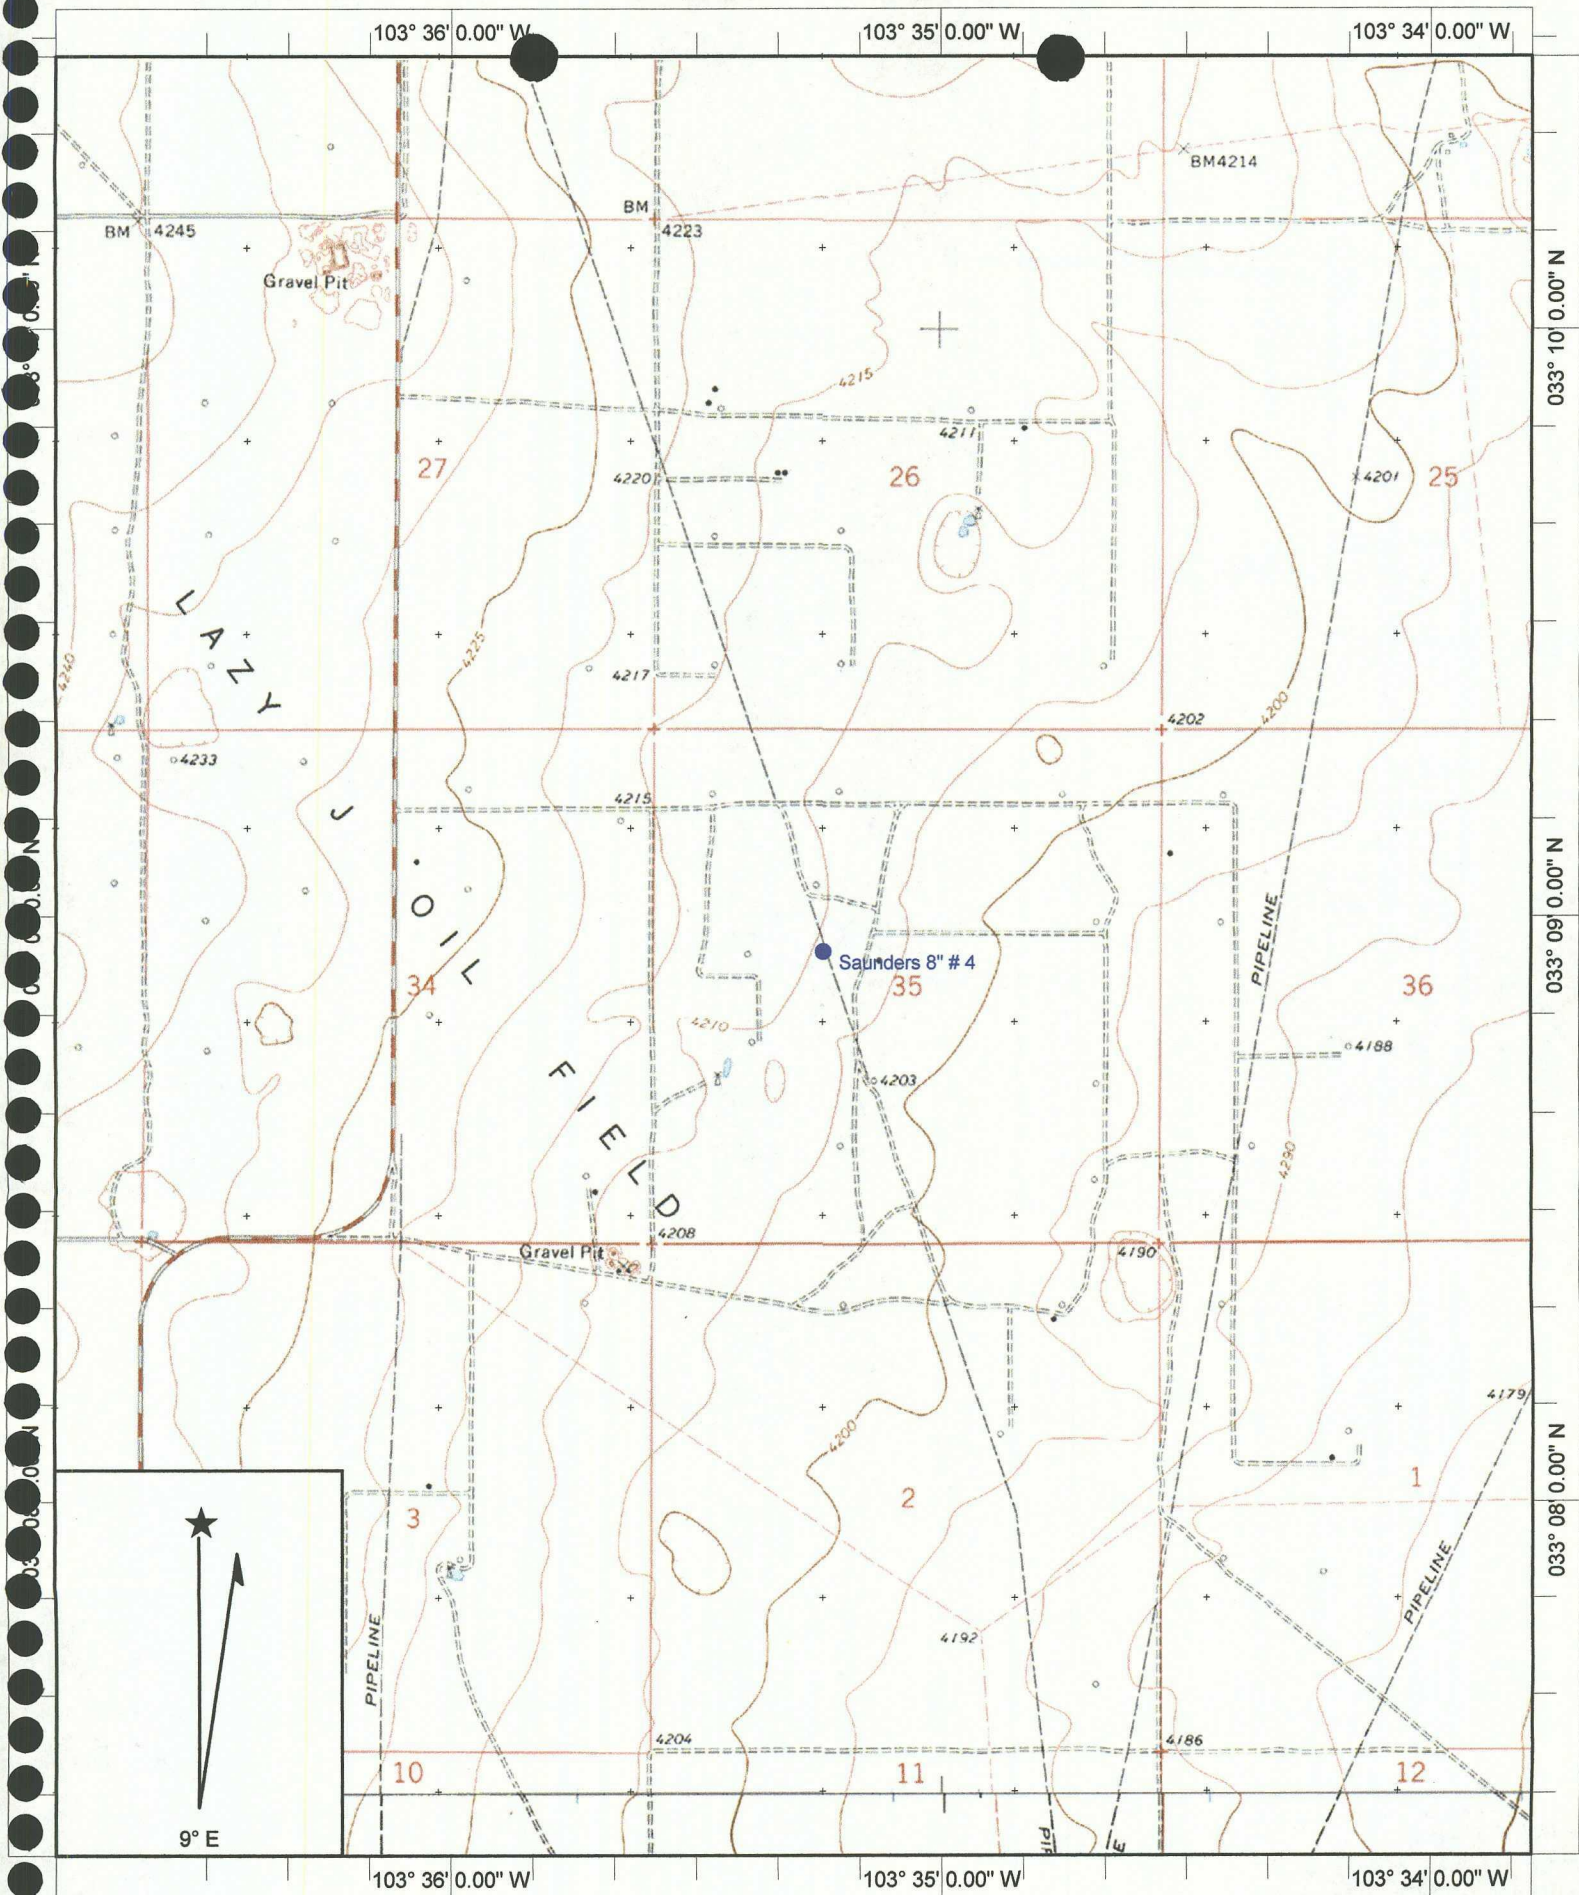 103° 36' 0.00" W
103° 35' 0.00" W
103° 34' 0.00" W
BM4214
BM
BM 4245
4223
Gravel Pit
033° 10' 0.00" N
4215
4211
27
4220
26
4201
25
LAZY J OIL FIELD
4225
4217
4240
4202
4200
4233
4215
033° 09' 0.00" N
PIPELINE
Saunders 8" # 4
34
35
36
4210
4188
4203
4290
4208
Gravel Pit
4190
4179
4200
033° 08' 0.00" N
1
2
3
PIPELINE
PIPELINE
4192
4204
4186
10
11
12
9° E
103° 36' 0.00" W
103° 35' 0.00" W
103° 34' 0.00" W